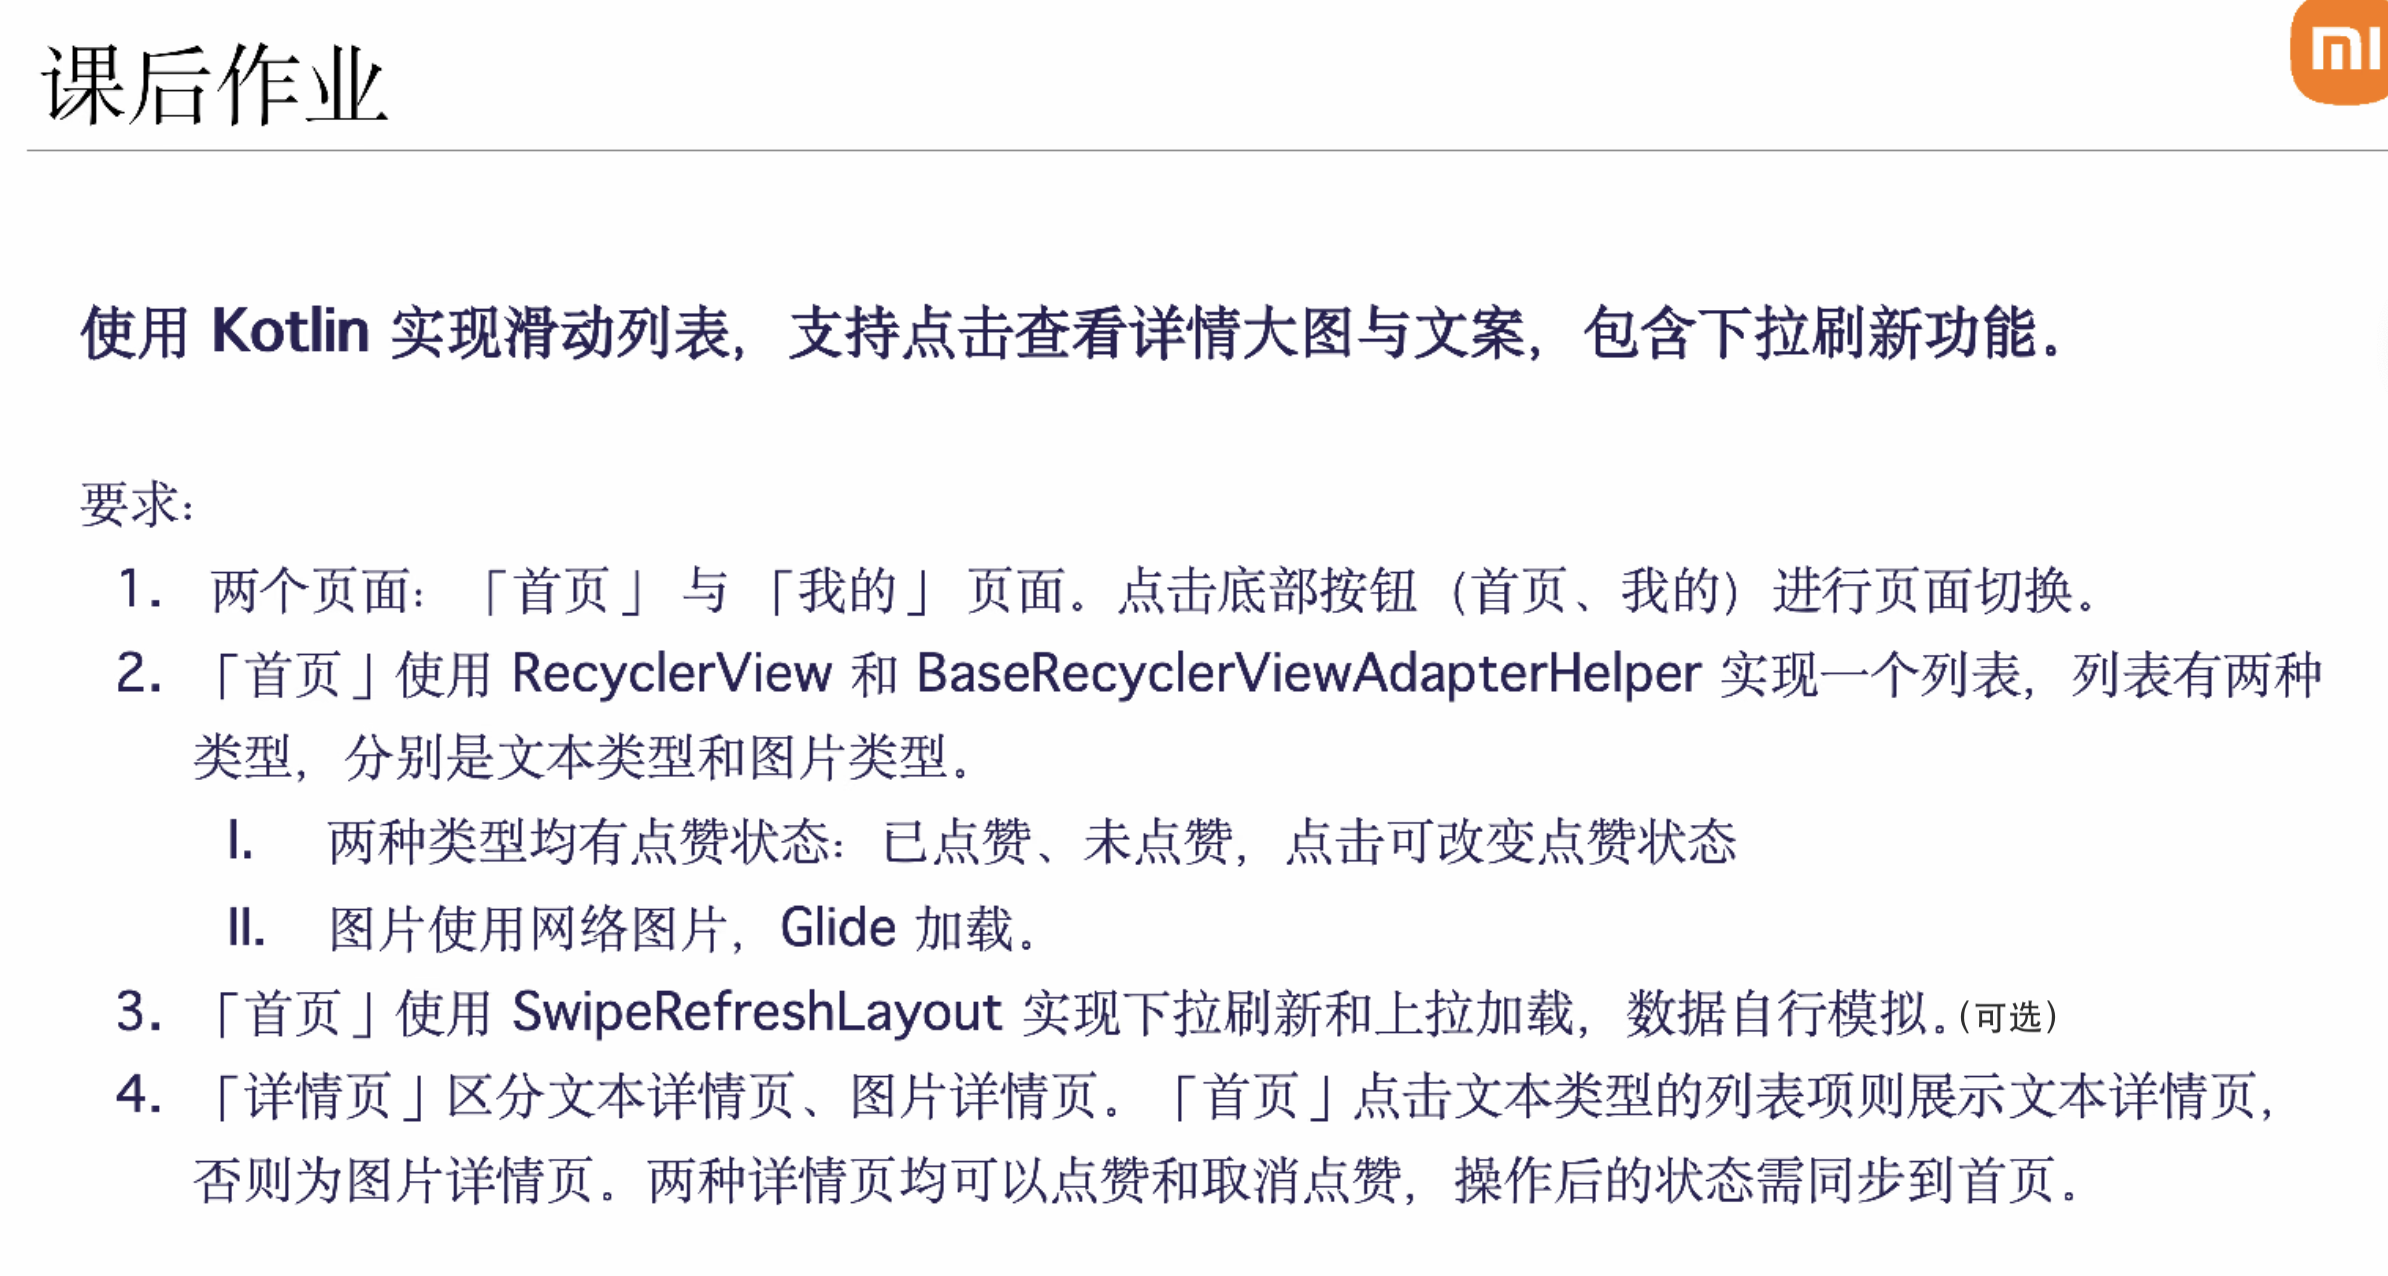 课后作业
mi
使用 Kotlin 实现滑动列表，支持点击查看详情大图与文案，包含下拉刷新功能。
要求：
1. 两个页面：「首页」 与 「我的」 页面。点击底部按钮（首页、我的）进行页面切换。
2. 「首页」使用 RecyclerView 和 BaseRecyclerViewAdapterHelper 实现一个列表，列表有两种
类型，分别是文本类型和图片类型。
I. 两种类型均有点赞状态：已点赞、未点赞，点击可改变点赞状态
II. 图片使用网络图片，Glide 加载。
3. 「首页」使用 SwipeRefreshLayout 实现下拉刷新和上拉加载，数据自行模拟。（可选）
4. 「详情页」区分文本详情页、图片详情页。「首页」点击文本类型的列表项则展示文本详情页，
否则为图片详情页。两种详情页均可以点赞和取消点赞，操作后的状态需同步到首页。